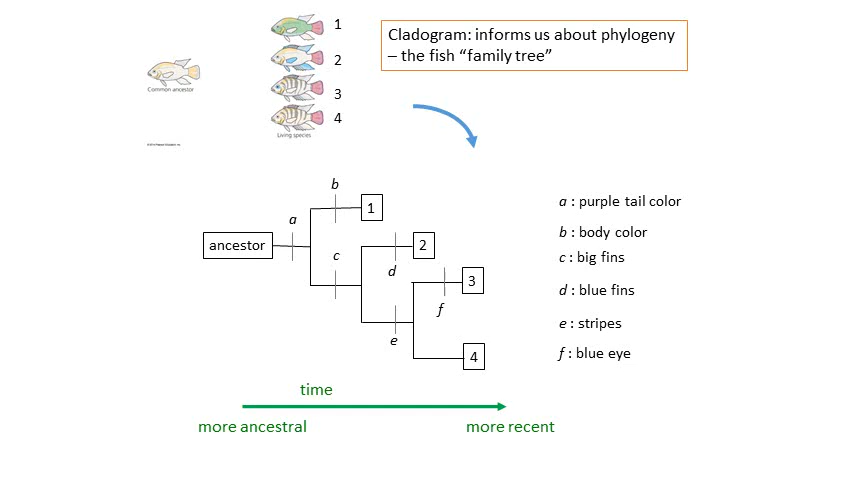 1
2
3
4
Common ancestor
Living species
Cladogram: informs us about phylogeny
– the fish “family tree”
b
1
a
ancestor
c
2
d
3
f
e
4
a : purple tail color
b : body color
c : big fins
d : blue fins
e : stripes
f : blue eye
time
more ancestral
more recent